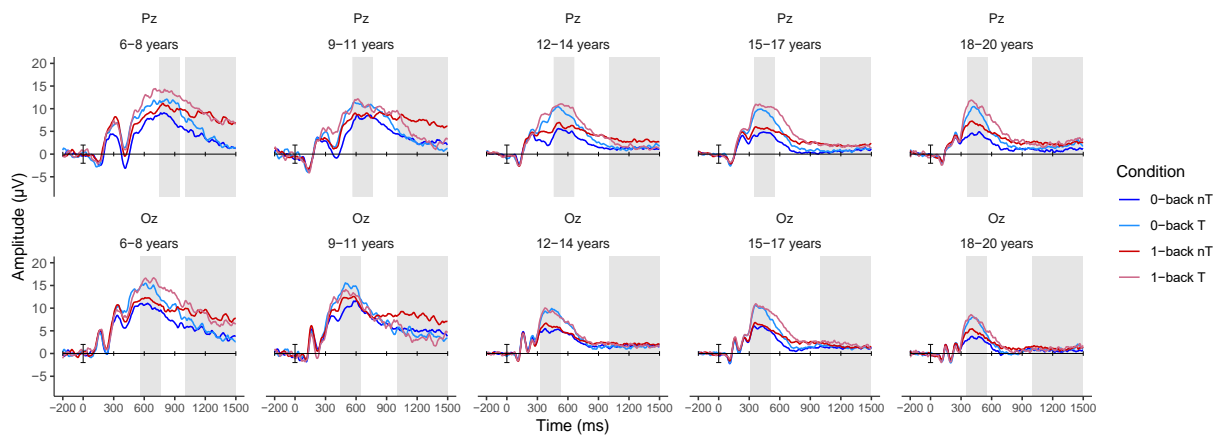 Pz Pz Pz Pz Pz
6−8 years 9−11 years 12−14 years 15−17 years 18−20 years
20
15
10
5
0
−5
Oz Oz Oz Oz Oz
6−8 years 9−11 years 12−14 years 15−17 years 18−20 years
20
15
10
5
0
−5
−200 0 300 600 900 1200 1500 −200 0 300 600 900 1200 1500 −200 0 300 600 900 1200 1500 −200 0 300 600 900 1200 1500 −200 0 300 600 900 1200 1500
Time (ms)
Amplitude (µV)
Condition
0−back nT
0−back T
1−back nT
1−back T